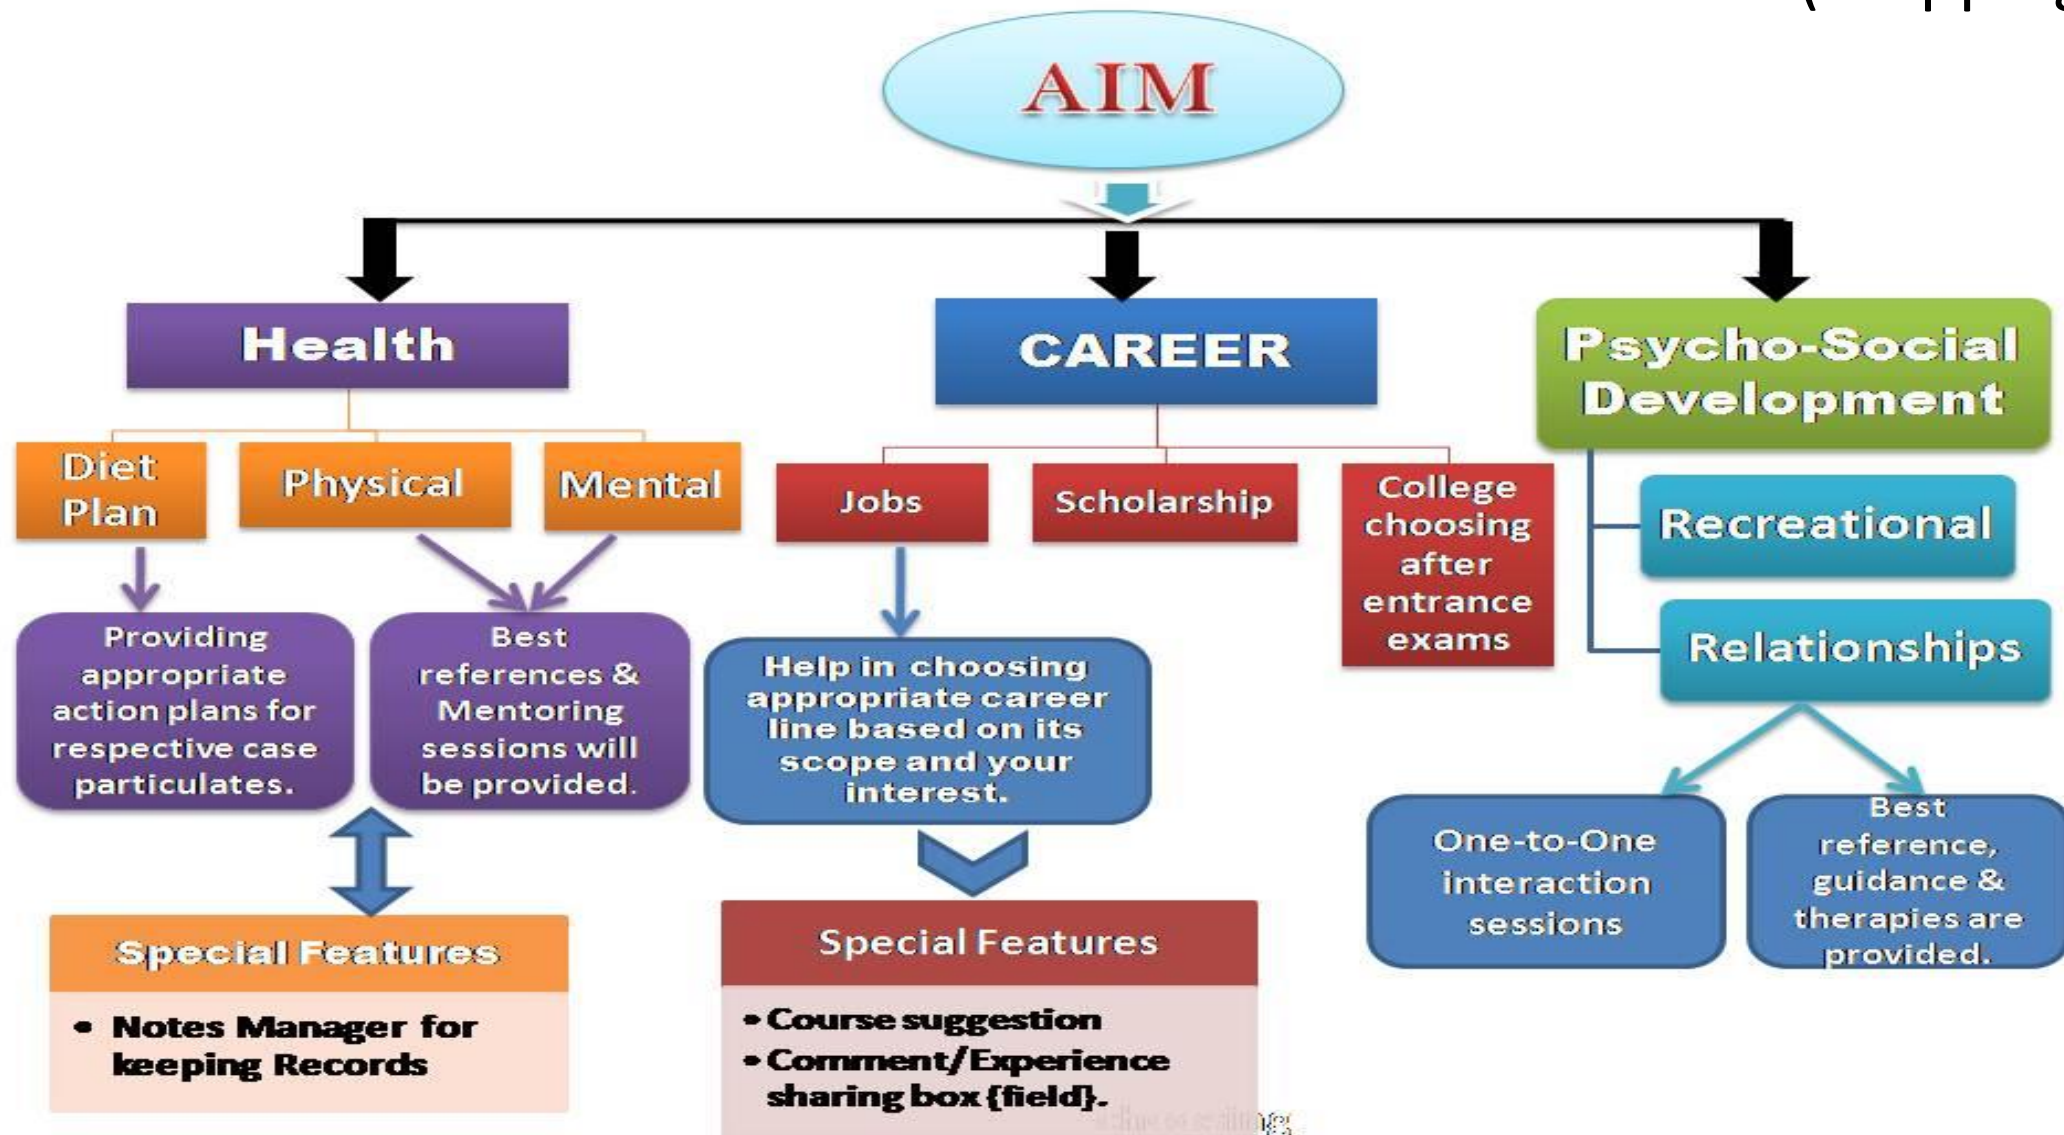 AIM
Health
CAREER
Psycho-Social
Development
Diet
Plan
Physical
Mental
Jobs
Scholarship
College
choosing
after
entrance
exams
Recreational
Relationships
Providing
appropriate
action plans for
respective case
particulates.
Best
references &
Mentoring
sessions will
be provided.
Help in choosing
appropriate career
line based on its
scope and your
interest.
One-to-One
interaction
sessions
Best
reference,
guidance &
therapies are
provided.
Special Features
• Notes Manager for
keeping Records
Special Features
• Course suggestion
• Comment/Experience
sharing box {field}.